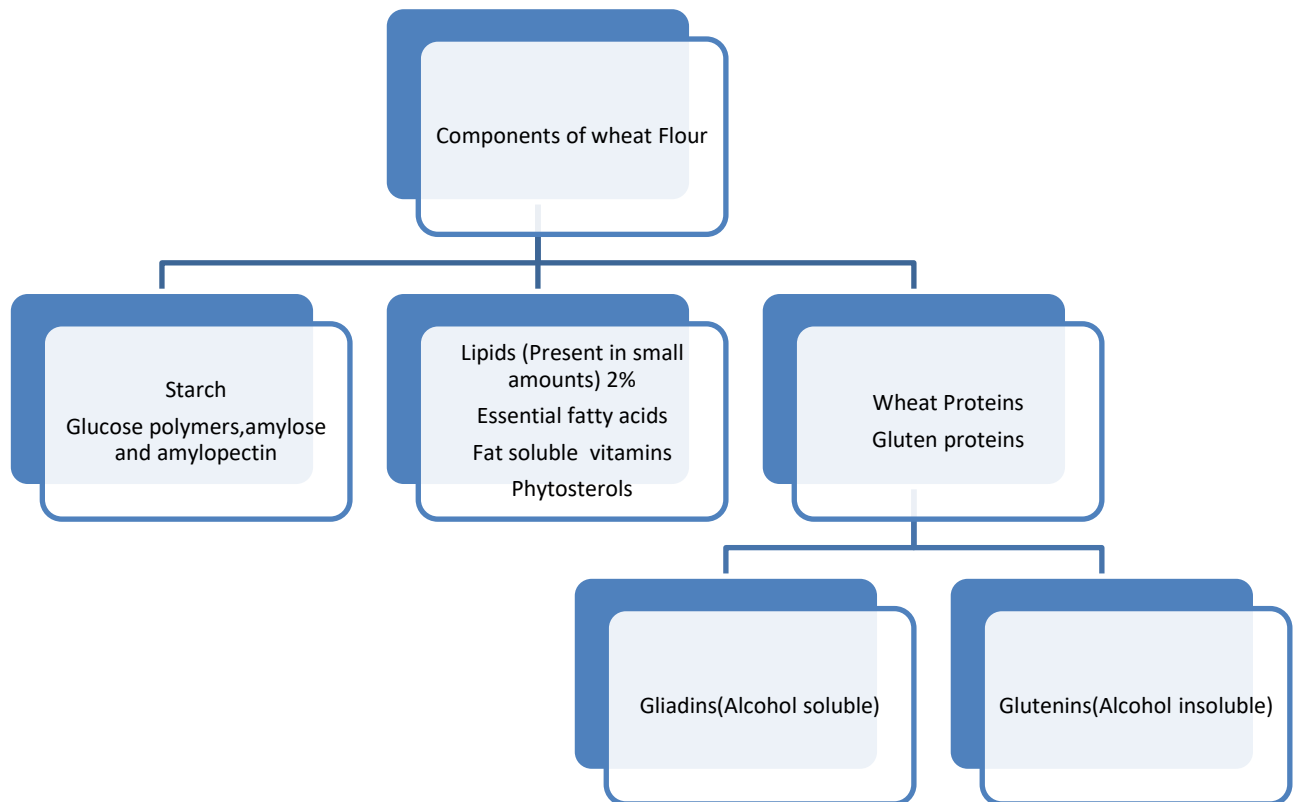 Components of wheat Flour
Starch
Glucose polymers,amylose
and amylopectin
Lipids (Present in small
amounts) 2%
Essential fatty acids
Fat soluble  vitamins
Phytosterols
Wheat Proteins
Gluten proteins
Gliadins(Alcohol soluble)
Glutenins(Alcohol insoluble)